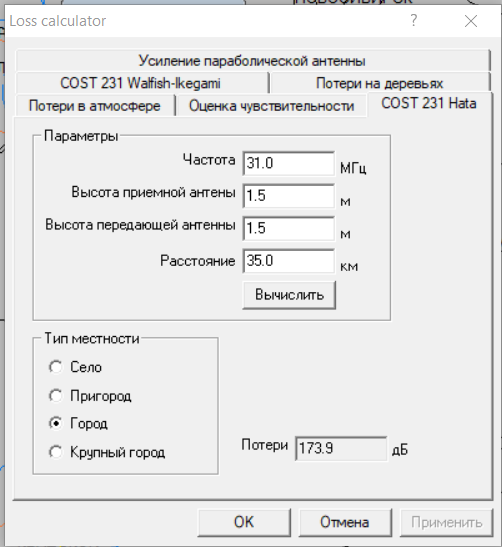 Loss calculator
Усиление параболической антенны
COST 231 Walfish-Ikegami
Потери на деревьях
Потери в атмосфере
Оценка чувствительности
COST 231 Hata
Параметры
Частота 31.0 МГц
Высота приемной антены 1.5 м
Высота передающей антенны 1.5 м
Расстояние 35.0 км
Вычислить
Тип местности
Село
Пригород
Город
Крупный город
Потери 173.9 дБ
OK
Отмена
Применить